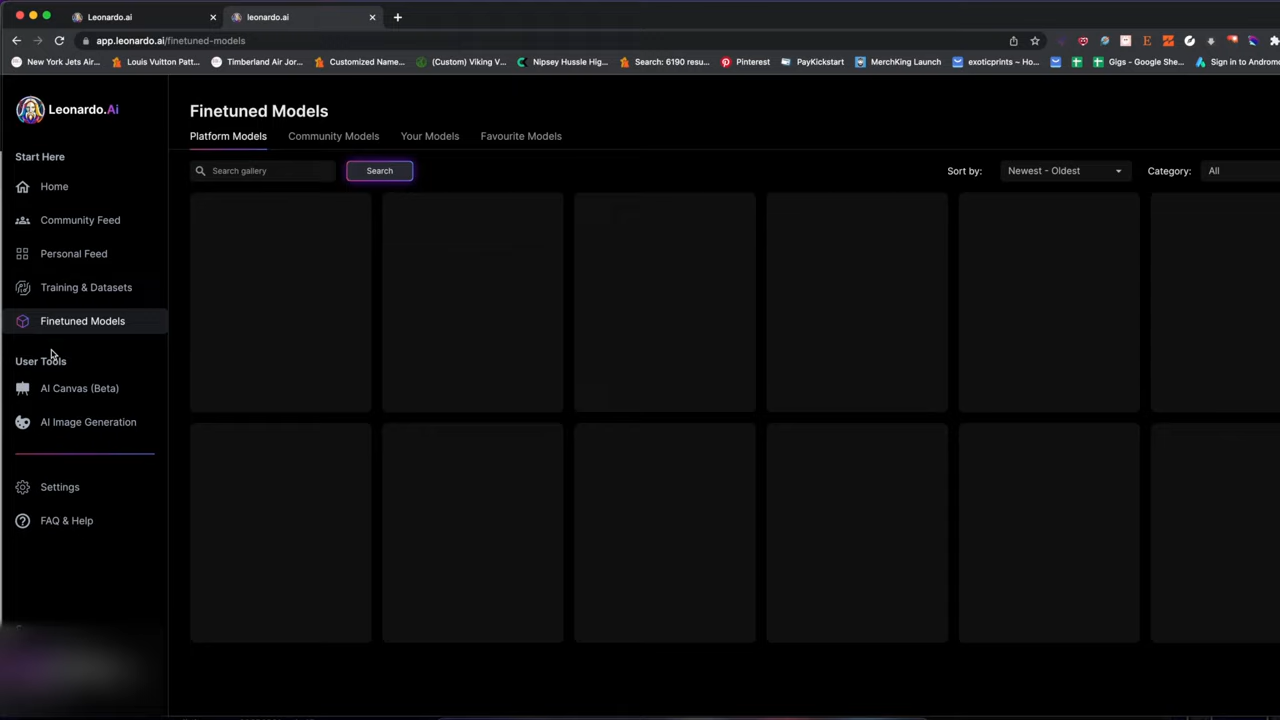 Leonardo.ai
leonardo.ai
app.leonardo.ai/finetuned-models
New York Jets Air...
Louis Vuitton Patt...
Timberland Air Jor...
Customized Name...
(Custom) Viking V...
Nipsey Hussle Hig...
Search: 6190 resu...
Pinterest
PayKickstart
MerchKing Launch
exoticprints – Ho...
Gigs - Google She...
Sign in to Androm
Leonardo.Ai
Start Here
Home
Community Feed
Personal Feed
Training & Datasets
Finetuned Models
User Tools
AI Canvas (Beta)
AI Image Generation
Settings
FAQ & Help
Finetuned Models
Platform Models
Community Models
Your Models
Favourite Models
Search gallery
Search
Sort by:
Newest - Oldest
Category:
All